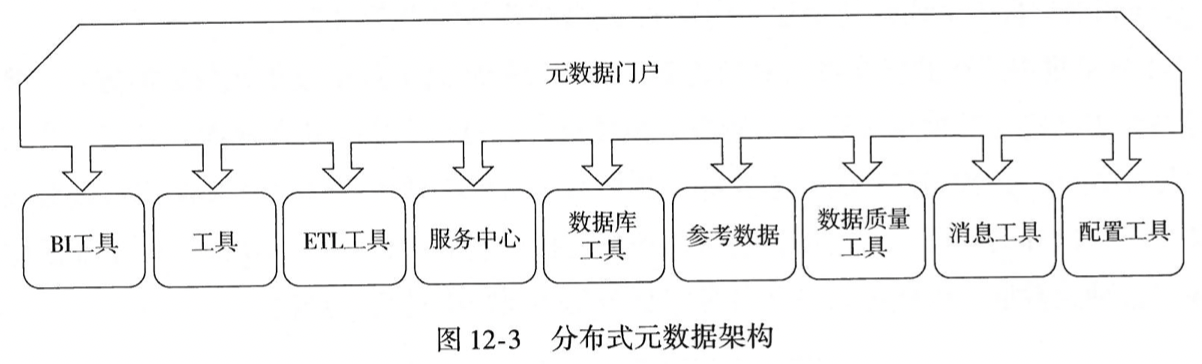 元数据门户
BI工具
工具
ETL工具
服务中心
数据库
工具
参考数据
数据质量
工具
消息工具
配置工具
图 12-3 分布式元数据架构